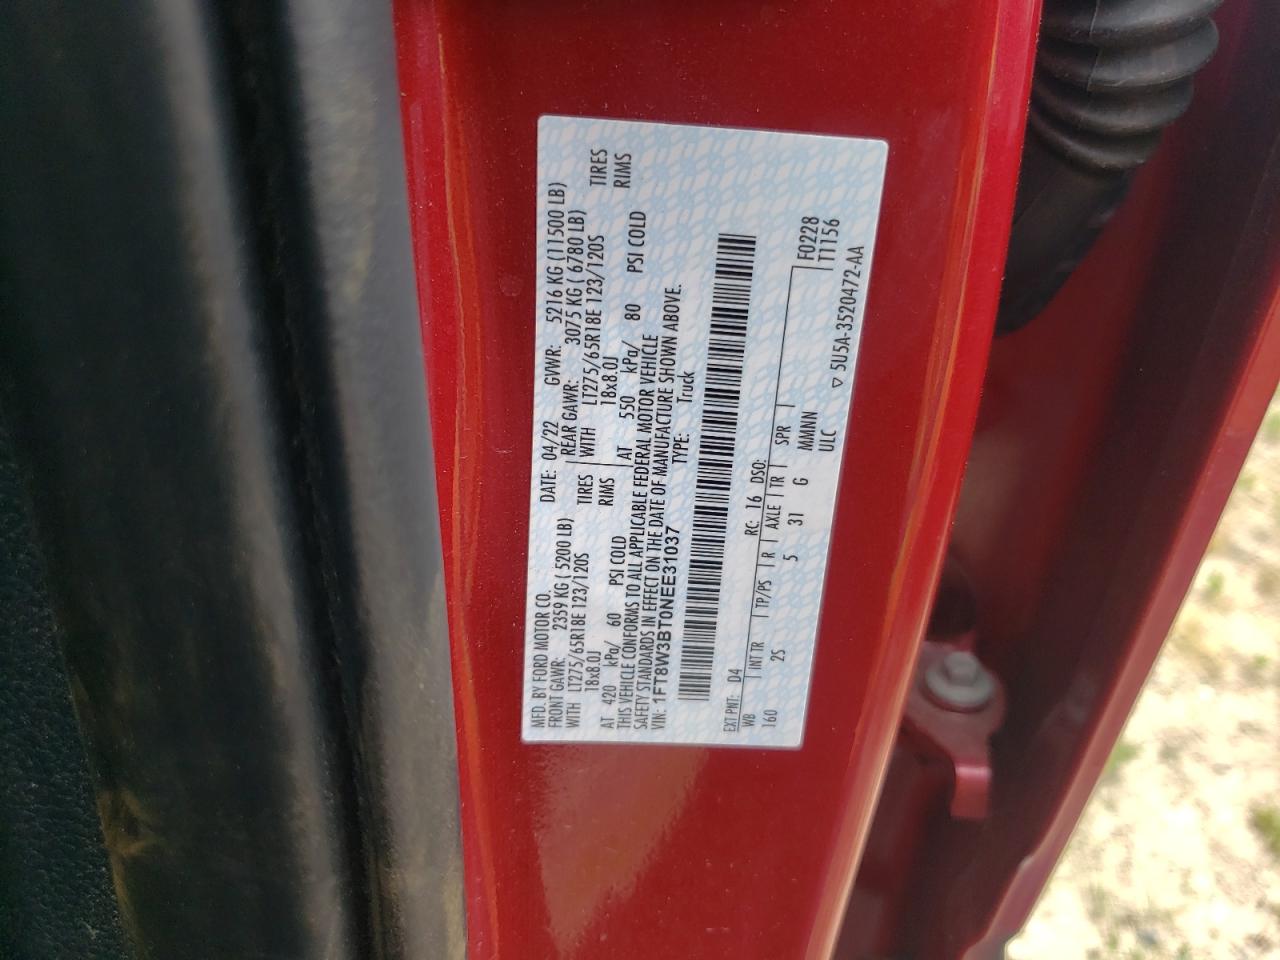 MFD. BY FORD MOTOR CO. DATE: 04/22 GVWR: 5216 KG (11500 LB)
FRONT GAWR: 2359 KG ( 5200 LB) REAR GAWR: 3075 KG ( 6780 LB)
WITH LT275/65R18E 123/120S TIRES WITH LT275/65R18E 123/120S TIRES
18x8.0J RIMS 18x8.0J RIMS
AT 420 kPa/ 60 PSI COLD AT 550 kPa/ 80 PSI COLD
THIS VEHICLE CONFORMS TO ALL APPLICABLE FEDERAL MOTOR VEHICLE
SAFETY STANDARDS IN EFFECT ON THE DATE OF MANUFACTURE SHOWN ABOVE.
VIN: 1FT8W3BT0NEE31037 TYPE: Truck
EXT PNT: D4 RC: 16 DSO: F0228
WB INT TR TP/PS R AXLE TR SPR T1156
160 2S 5 31 G MMNN
ULC ▽ 5U5A-3520472-AA